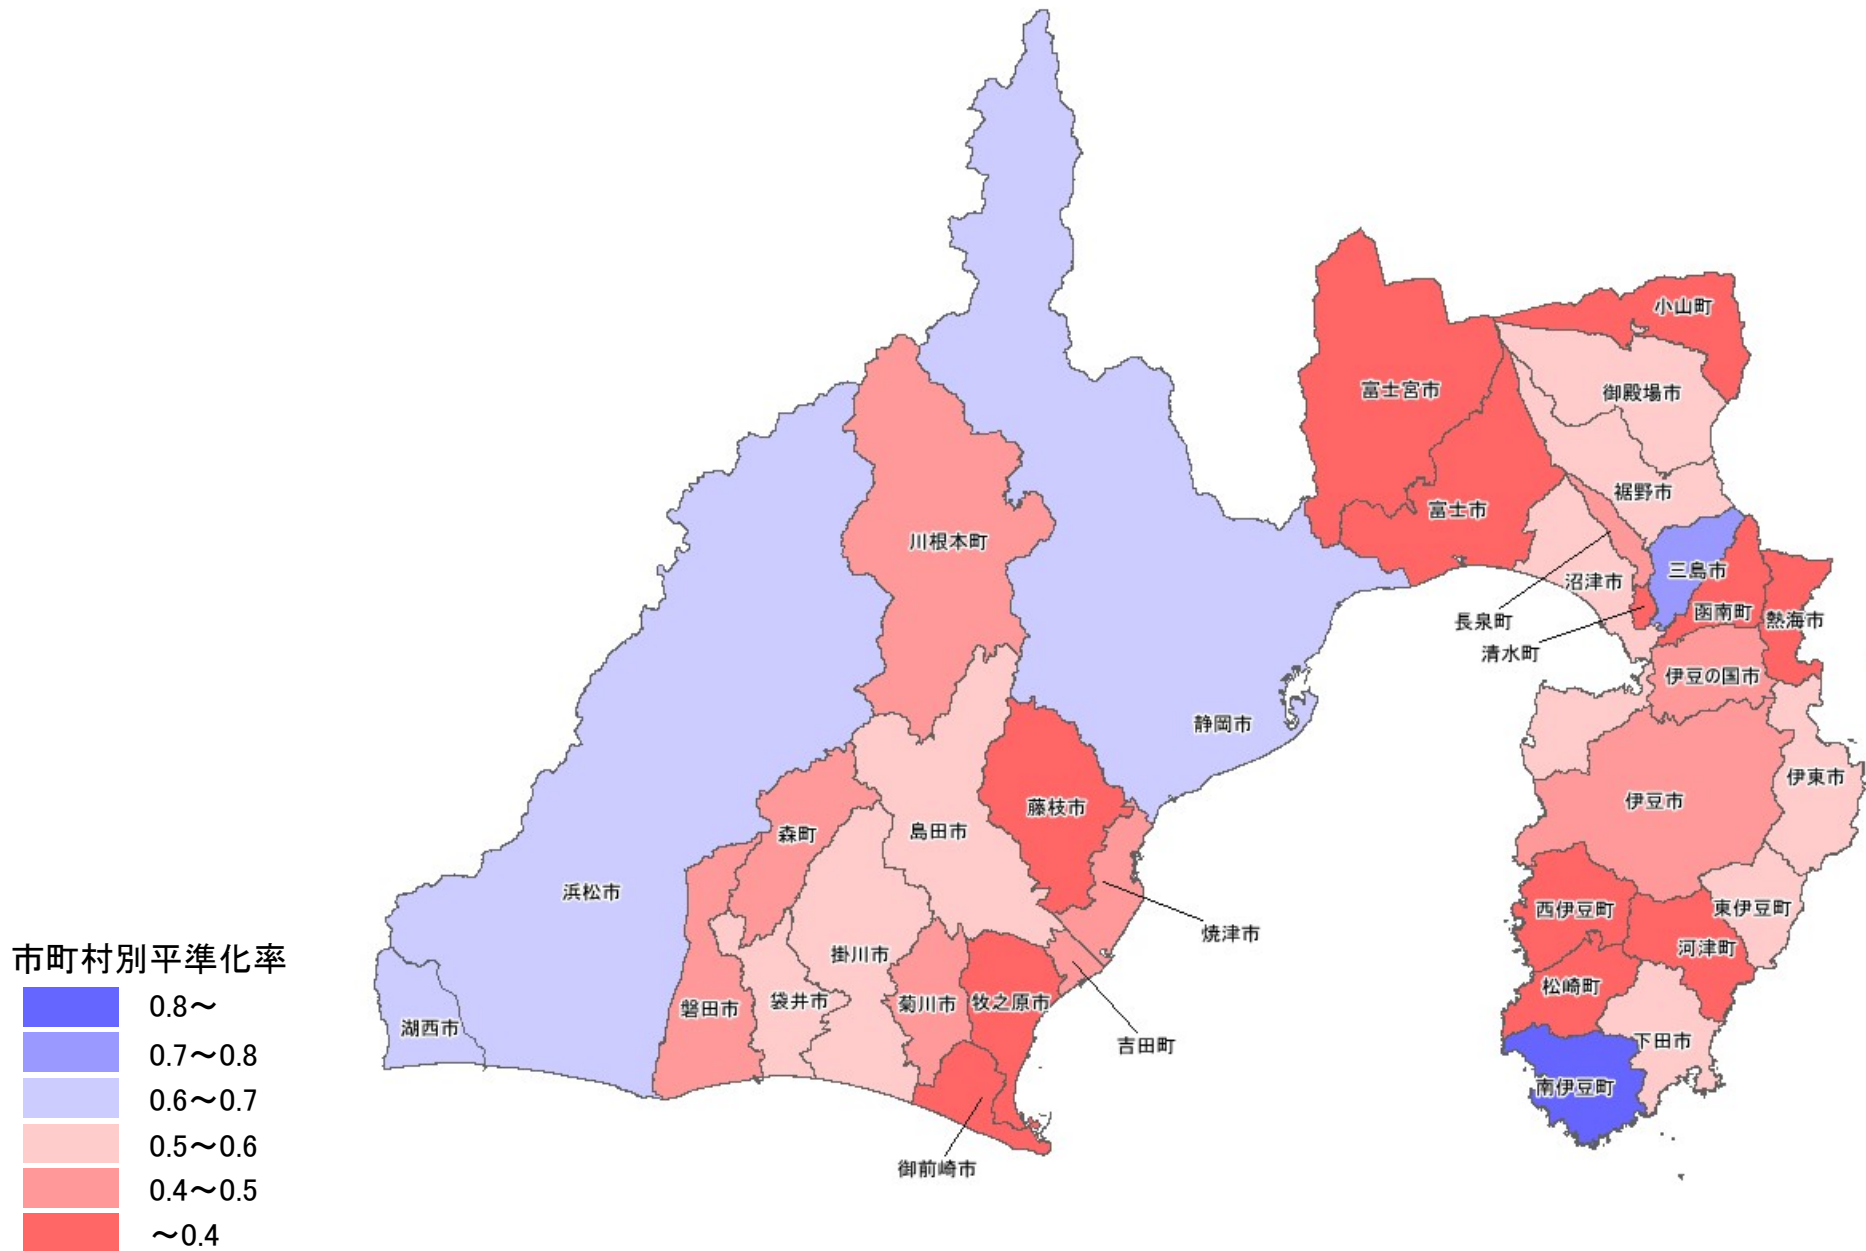 小山町
富士宮市
御殿場市
裾野市
富士市
川根本町
三島市
沼津市
函南町
長泉町
熱海市
清水町
伊豆の国市
静岡市
伊東市
伊豆市
藤枝市
島田市
森町
浜松市
西伊豆町
東伊豆町
焼津市
河津町
掛川市
松崎町
袋井市
菊川市
牧之原市
磐田市
湖西市
下田市
吉田町
南伊豆町
御前崎市
市町村別平準化率
0.8～
0.7～0.8
0.6～0.7
0.5～0.6
0.4～0.5
～0.4